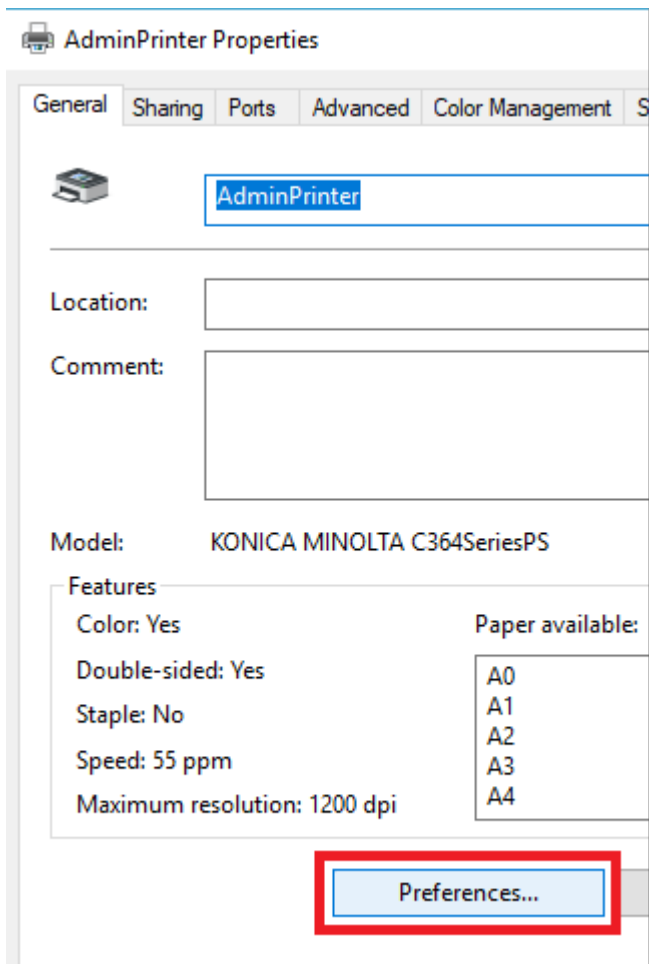 AdminPrinter Properties
General Sharing Ports Advanced Color Management S
AdminPrinter
Location:
Comment:
Model: KONICA MINOLTA C364SeriesPS
Features
Color: Yes Paper available:
Double-sided: Yes
A0
Staple: No
A1
A2
Speed: 55 ppm
A3
Maximum resolution: 1200 dpi
A4
Preferences...